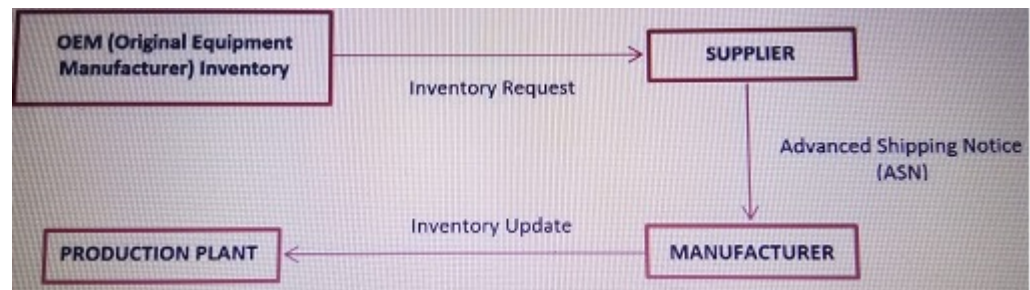 OEM (Original Equipment
Manufacturer) Inventory
SUPPLIER
Inventory Request
Advanced Shipping Notice
(ASN)
Inventory Update
PRODUCTION PLANT
MANUFACTURER